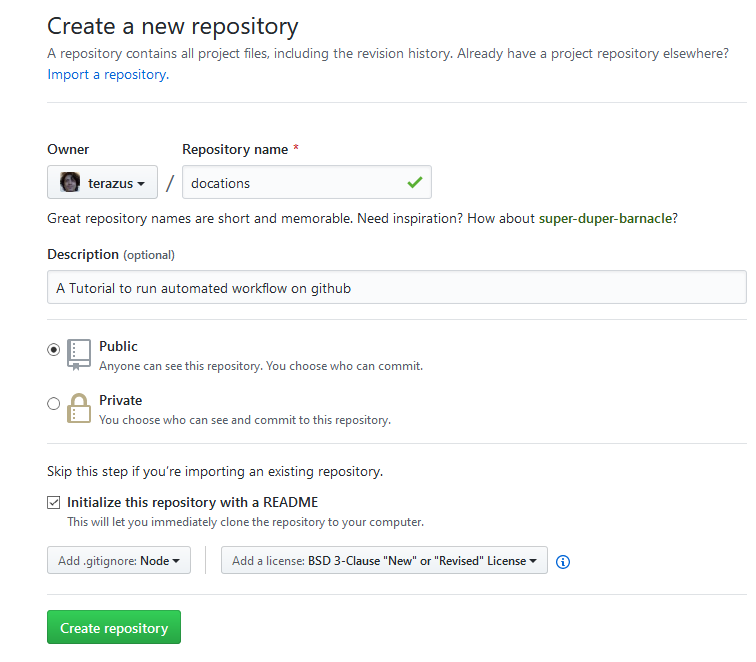 Create a new repository
A repository contains all project files, including the revision history. Already have a project repository elsewhere?
Import a repository.
Owner
Repository name *
terazus
/
docations
Great repository names are short and memorable. Need inspiration? How about super-duper-barnacle?
Description (optional)
A Tutorial to run automated workflow on github
Public
Anyone can see this repository. You choose who can commit.
Private
You choose who can see and commit to this repository.
Skip this step if you're importing an existing repository.
Initialize this repository with a README
This will let you immediately clone the repository to your computer.
Add .gitignore: Node
Add a license: BSD 3-Clause "New" or "Revised" License
Create repository